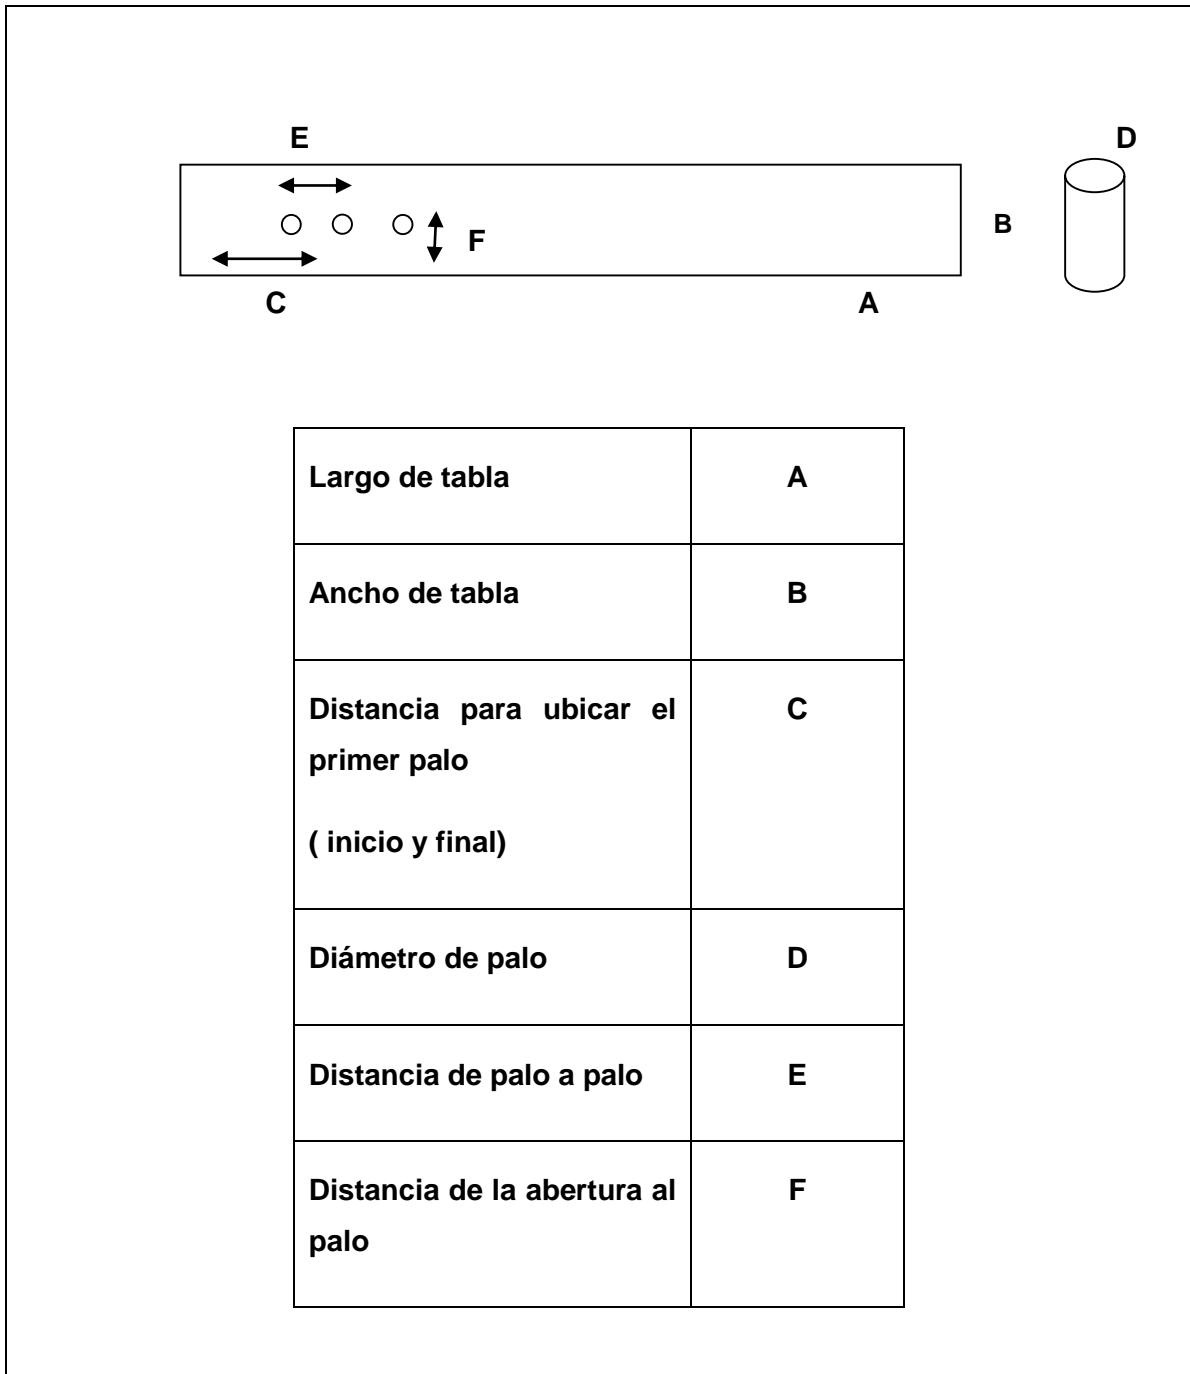 E
D
B
F
C
A
Largo de tabla A
Ancho de tabla B
Distancia para ubicar el C
primer palo
( inicio y final)
Diámetro de palo D
Distancia de palo a palo E
Distancia de la abertura al F
palo